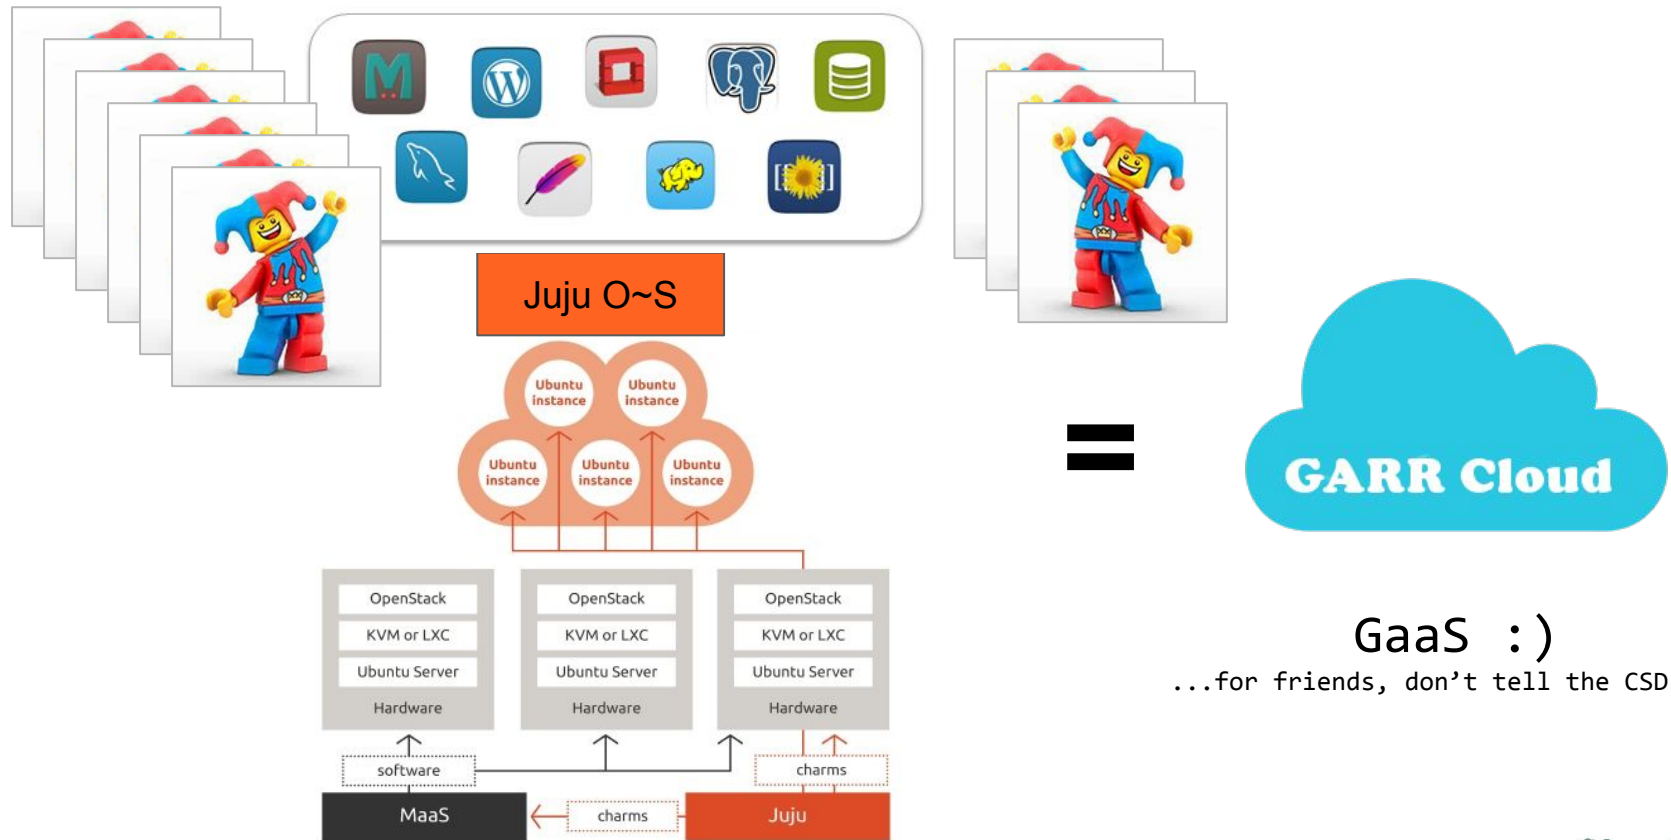 Juju O~S
Ubuntu
instance
Ubuntu
instance
Ubuntu
instance
Ubuntu
instance
Ubuntu
instance
OpenStack
KVM or LXC
Ubuntu Server
Hardware
OpenStack
KVM or LXC
Ubuntu Server
Hardware
OpenStack
KVM or LXC
Ubuntu Server
Hardware
software
charms
MaaS
charms
Juju
=
GARR Cloud
GaaS :)
...for friends, don't tell the CSD